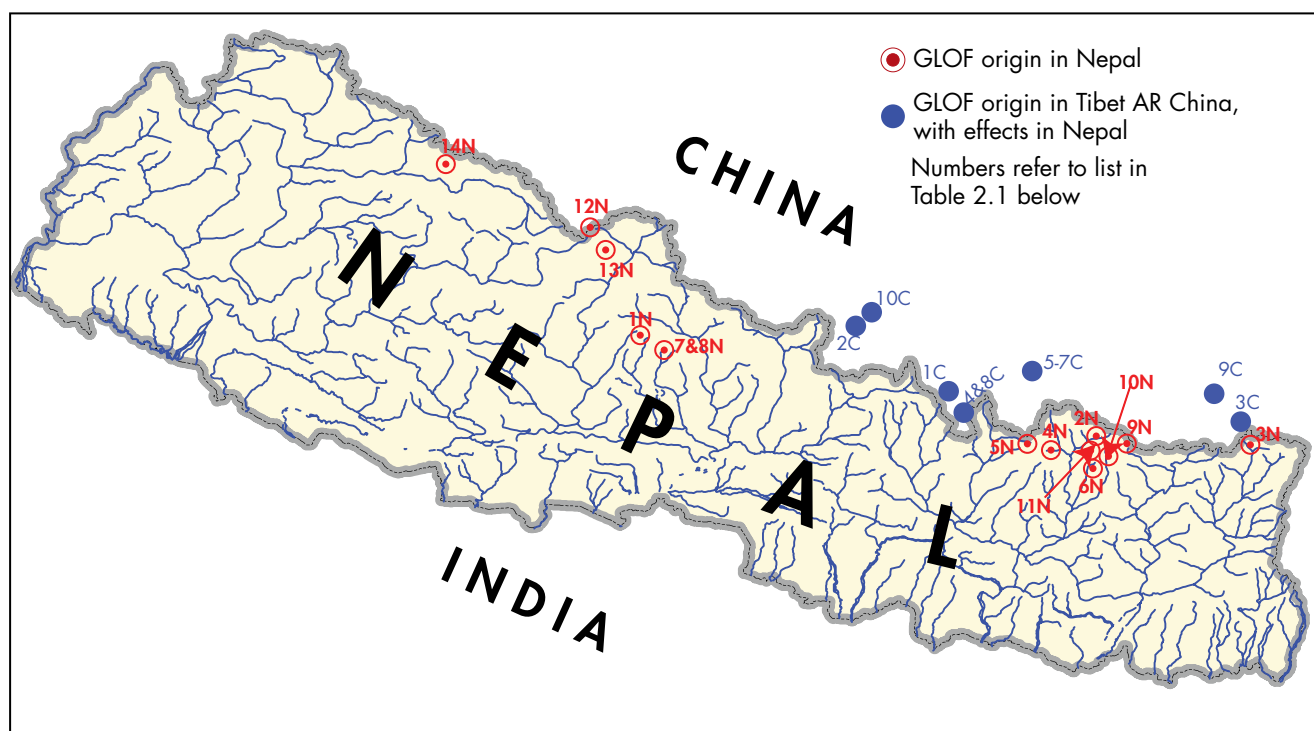 GLOF origin in Nepal
GLOF origin in Tibet AR China,
with effects in Nepal
Numbers refer to list in
Table 2.1 below
CHINA
NEPAL
INDIA
14N
12N
13N
1N
7&8N
10C
2C
1C
4&8C
5-7C
9C
3C
10N
2N
9N
3N
5N
4N
6N
11N